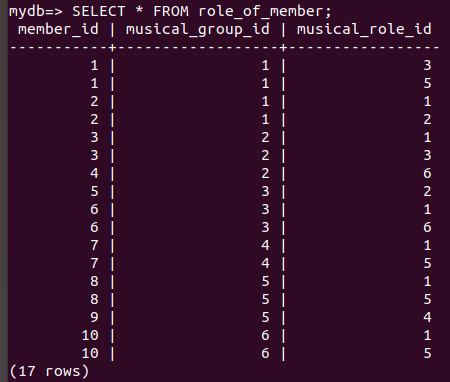 mydb=> SELECT * FROM role_of_member;
 member_id | musical_group_id | musical_role_id
-----------+------------------+-----------------
         1 |                1 |               3
         1 |                1 |               5
         2 |                1 |               1
         2 |                1 |               2
         3 |                2 |               1
         3 |                2 |               3
         4 |                2 |               6
         5 |                3 |               2
         6 |                3 |               1
         6 |                3 |               6
         7 |                4 |               1
         7 |                4 |               5
         8 |                5 |               1
         8 |                5 |               5
         9 |                5 |               4
        10 |                6 |               1
        10 |                6 |               5
(17 rows)